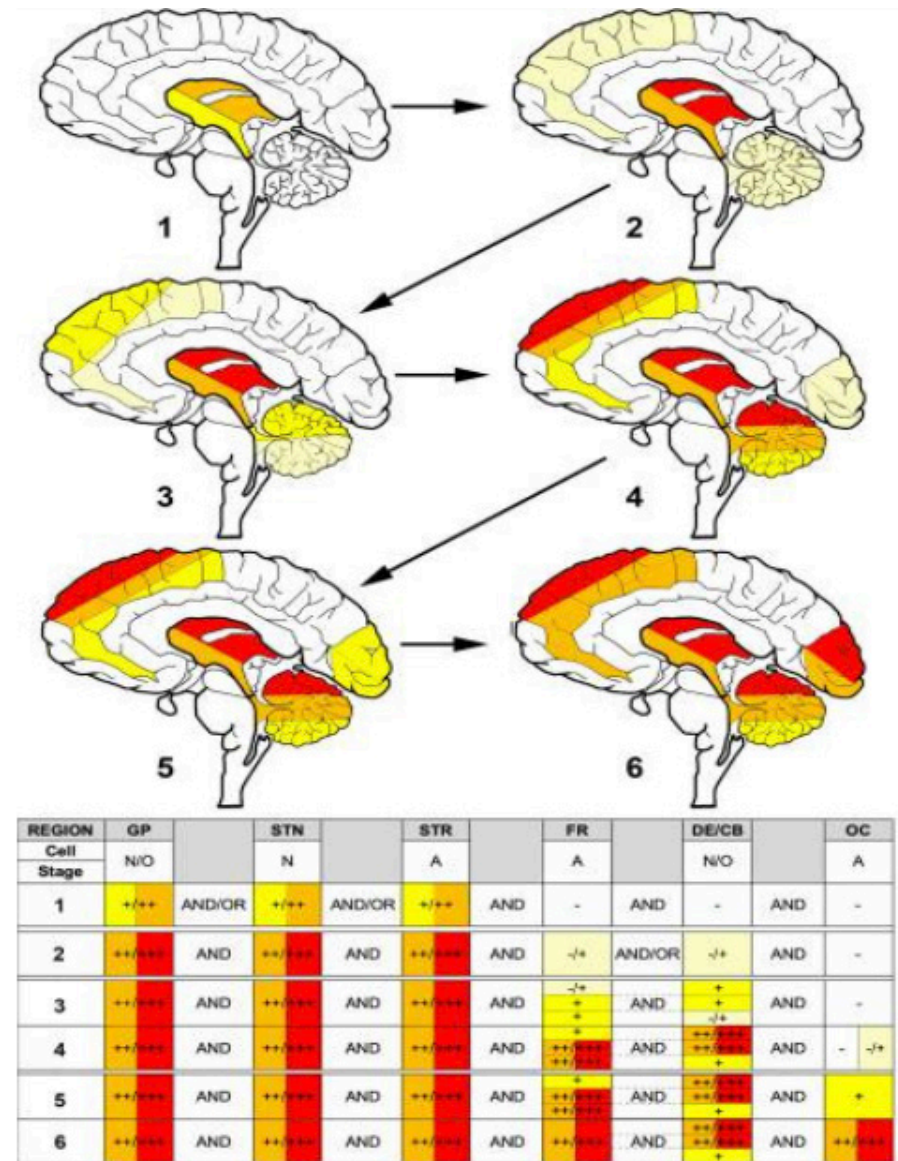 1
2
3
4
5
6
REGION GP STN STR FR DE/CB OC
Cell N/O N A A N/O A
Stage
1 +/++ AND/OR +/++ AND/OR +/++ AND - AND - AND -
2 ++/+++ AND ++/+++ AND ++/+++ AND -/+ AND/OR -/+ AND -
-/+ +
3 ++/+++ AND ++/+++ AND ++/+++ AND + AND + AND -
+ -/+
+ ++/+++
4 ++/+++ AND ++/+++ AND ++/+++ AND ++/+++ AND ++/+++ AND - -/+
++/+++ +
+ ++/+++
5 ++/+++ AND ++/+++ AND ++/+++ AND ++/+++ AND ++/+++ AND +
++/+++ +
++/+++
6 ++/+++ AND ++/+++ AND ++/+++ AND ++/+++ AND ++/+++ AND ++/+++
+